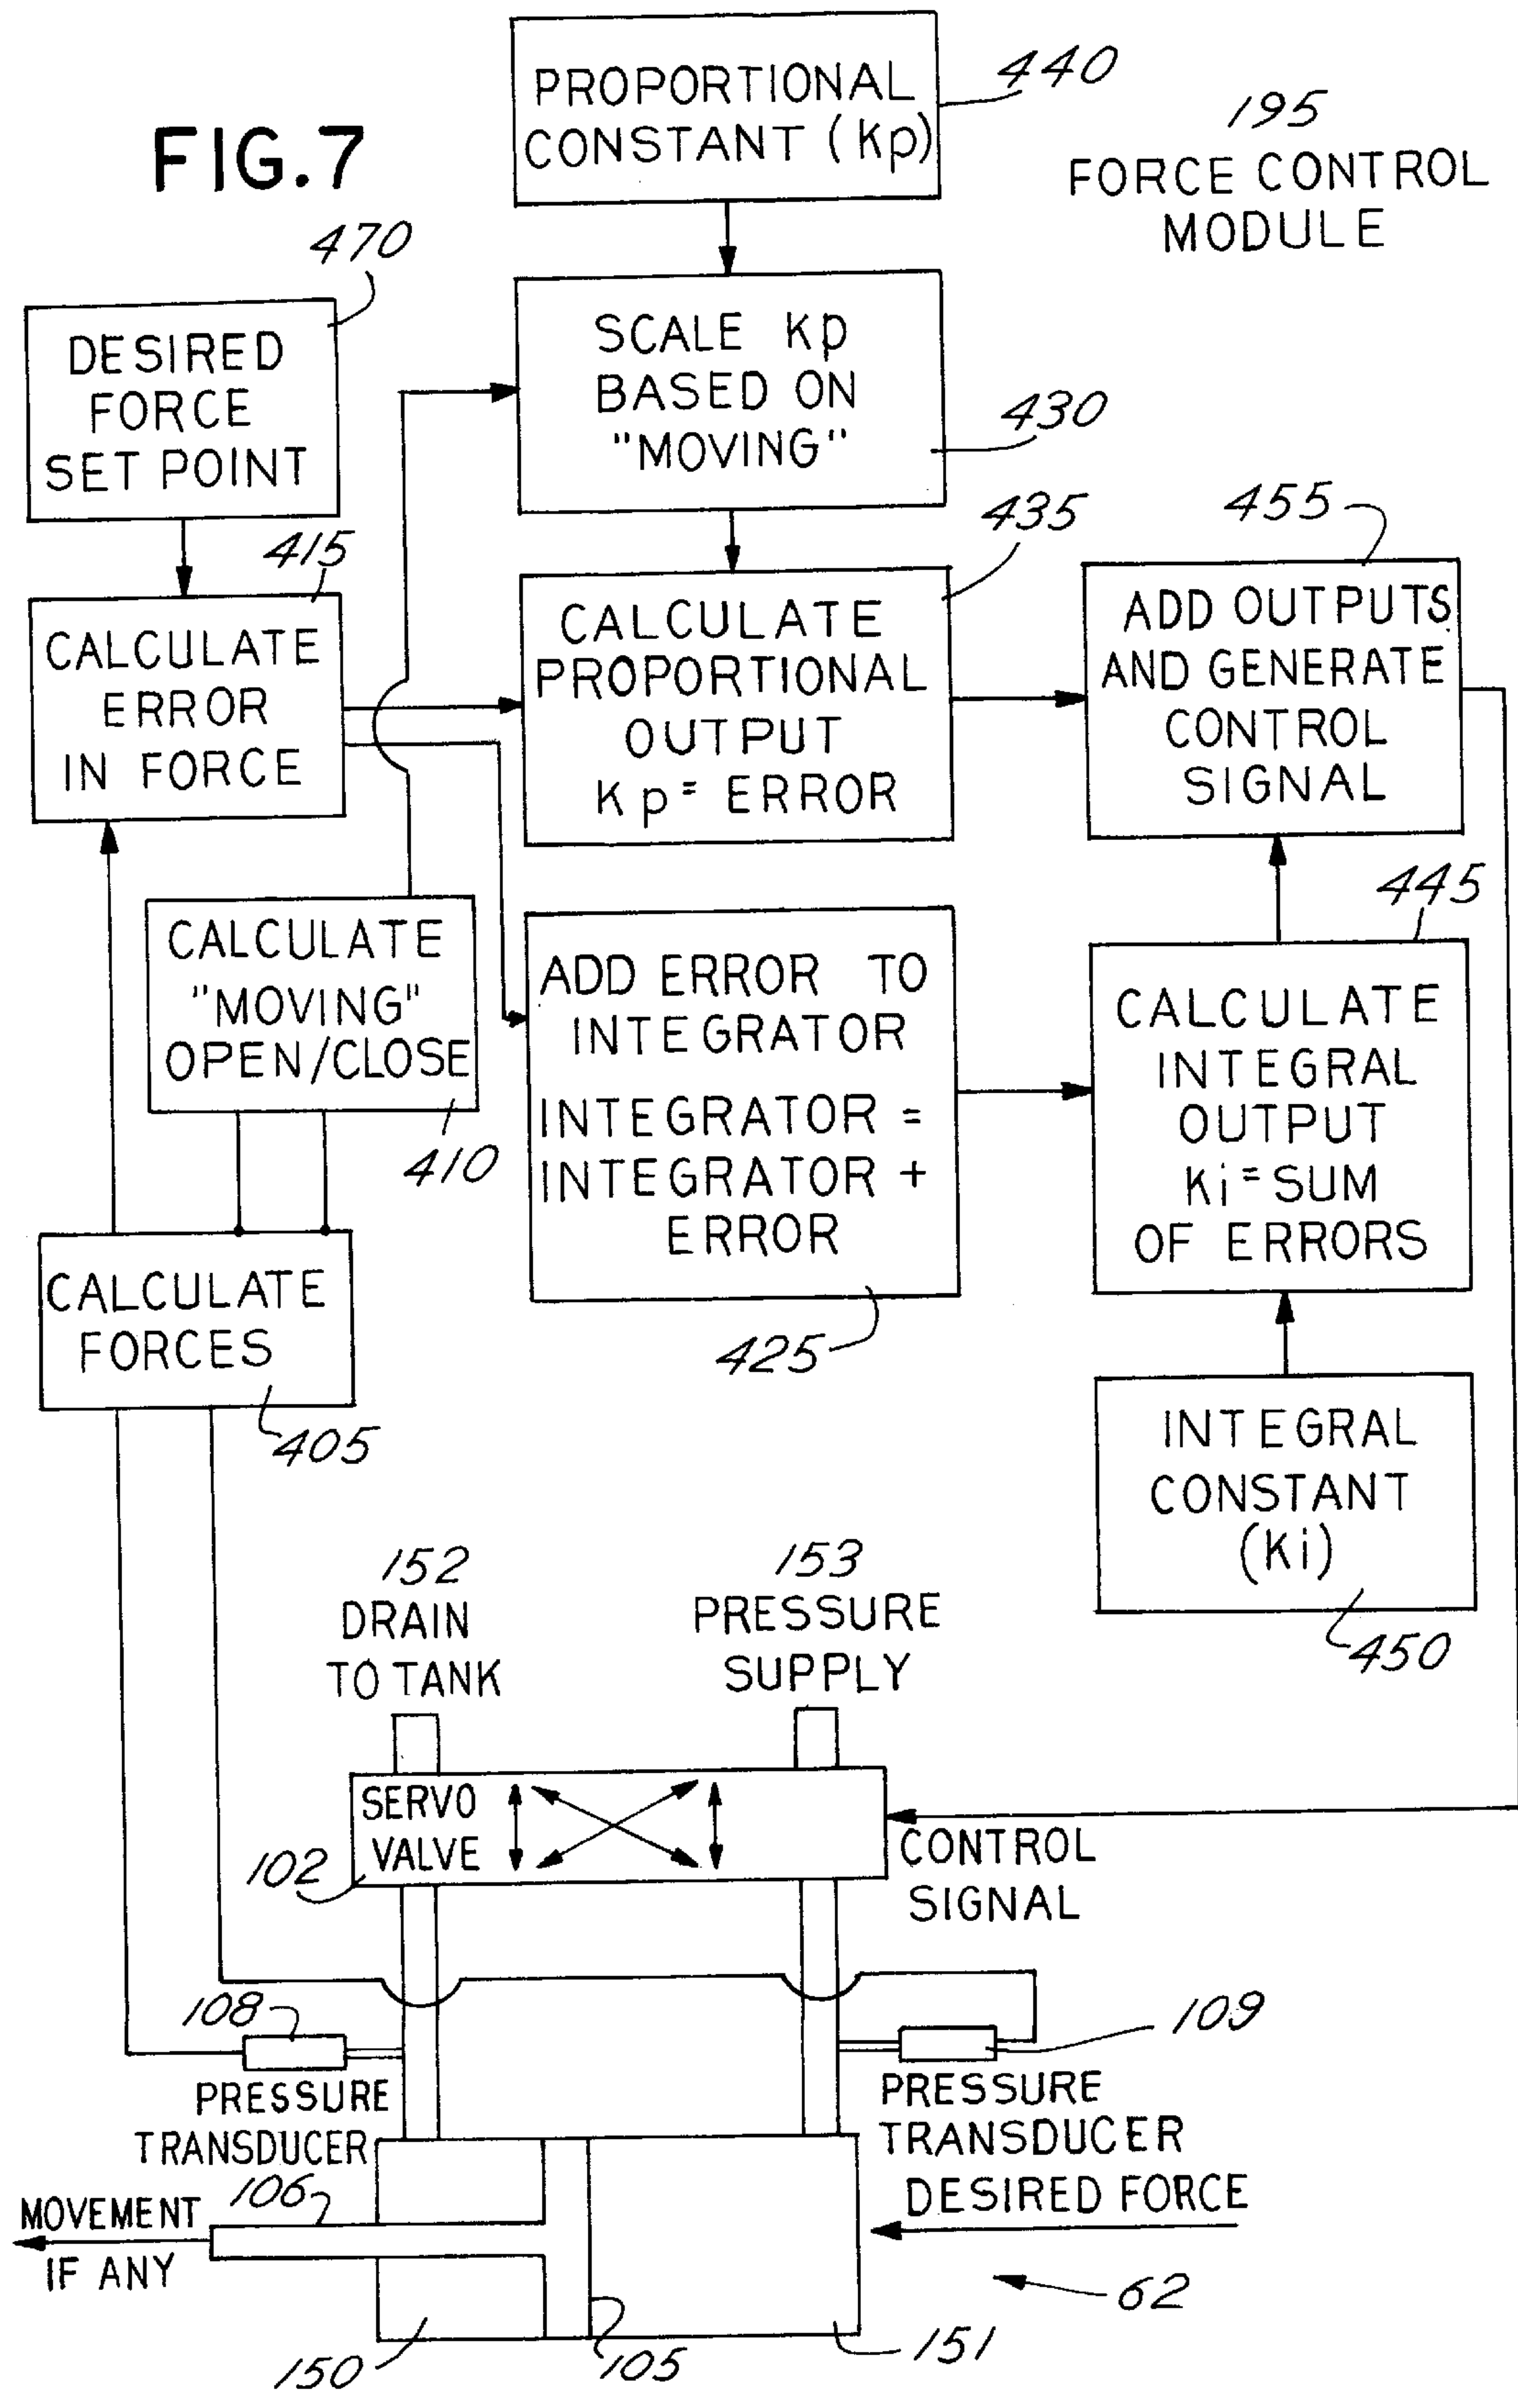 FIG.7
PROPORTIONAL
CONSTANT (Kp)
440
195
FORCE CONTROL
MODULE
470
DESIRED
FORCE
SET POINT
SCALE Kp
BASED ON
"MOVING"
430
415
CALCULATE
ERROR
IN FORCE
435
CALCULATE
PROPORTIONAL
OUTPUT
Kp = ERROR
455
ADD OUTPUTS
AND GENERATE
CONTROL
SIGNAL
CALCULATE
"MOVING"
OPEN/CLOSE
410
ADD ERROR TO
INTEGRATOR
INTEGRATOR =
INTEGRATOR +
ERROR
425
445
CALCULATE
INTEGRAL
OUTPUT
Ki = SUM
OF ERRORS
CALCULATE
FORCES
405
INTEGRAL
CONSTANT
(Ki)
450
152
DRAIN
TO TANK
153
PRESSURE
SUPPLY
SERVO
VALVE
102
CONTROL
SIGNAL
108
PRESSURE
TRANSDUCER
109
PRESSURE
TRANSDUCER
106
MOVEMENT
IF ANY
DESIRED FORCE
62
150
105
151